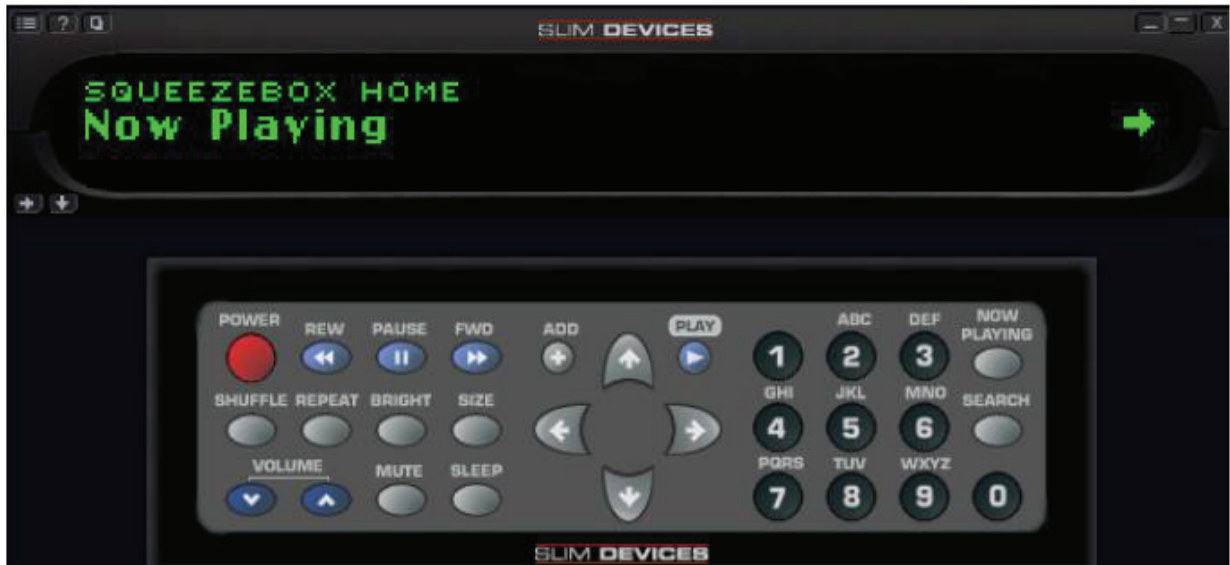 ?
SLIM DEVICES
X
SQUEEZEBOX HOME
Now Playing
POWER REW PAUSE FWD ADD PLAY
1 ABC 2 DEF 3 NOW PLAYING
SHUFFLE REPEAT BRIGHT SIZE
GHI 4 JKL 5 MNO 6 SEARCH
VOLUME MUTE SLEEP
PQRS 7 TUV 8 WXYZ 9 0
SLIM DEVICES